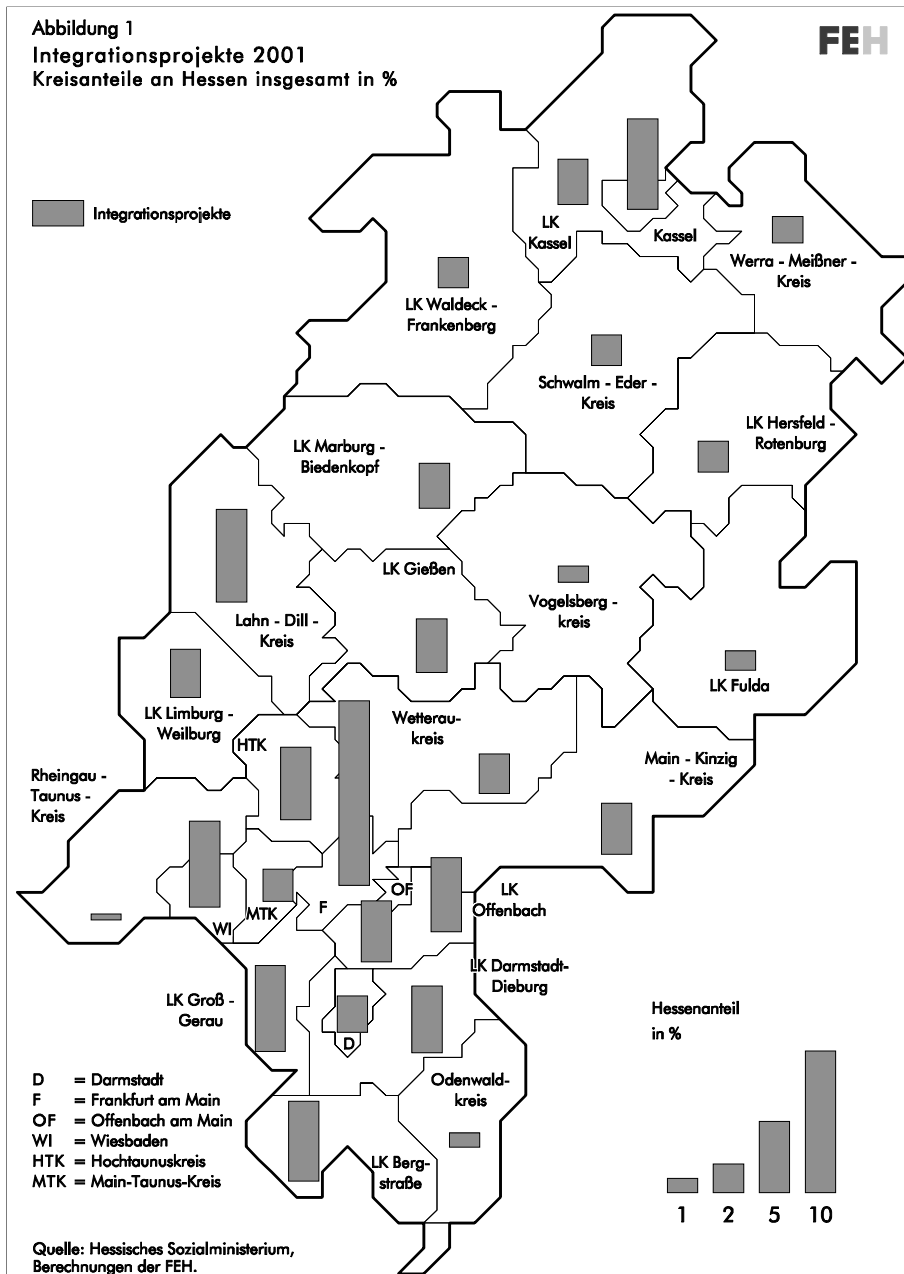 Abbildung 1
Integrationsprojekte 2001
Kreisanteile an Hessen insgesamt in %
FEH
Integrationsprojekte
LK
Kassel
Kassel
Werra - Meißner -
Kreis
LK Waldeck -
Frankenberg
Schwalm - Eder -
Kreis
LK Hersfeld -
Rotenburg
LK Marburg -
Biedenkopf
LK Gießen
Vogelsberg -
kreis
Lahn - Dill -
Kreis
LK Fulda
LK Limburg -
Weilburg
Wetterau-
kreis
HTK
Main - Kinzig
- Kreis
Rheingau -
Taunus -
Kreis
OF
LK
Offenbach
MTK
F
WI
LK Darmstadt-
Dieburg
LK Groß -
Gerau
D
Odenwald-
kreis
LK Berg-
straße
Hessenanteil
in %
1 2 5 10
D = Darmstadt
F = Frankfurt am Main
OF = Offenbach am Main
WI = Wiesbaden
HTK = Hochtaunuskreis
MTK = Main-Taunus-Kreis
Quelle: Hessisches Sozialministerium,
Berechnungen der FEH.